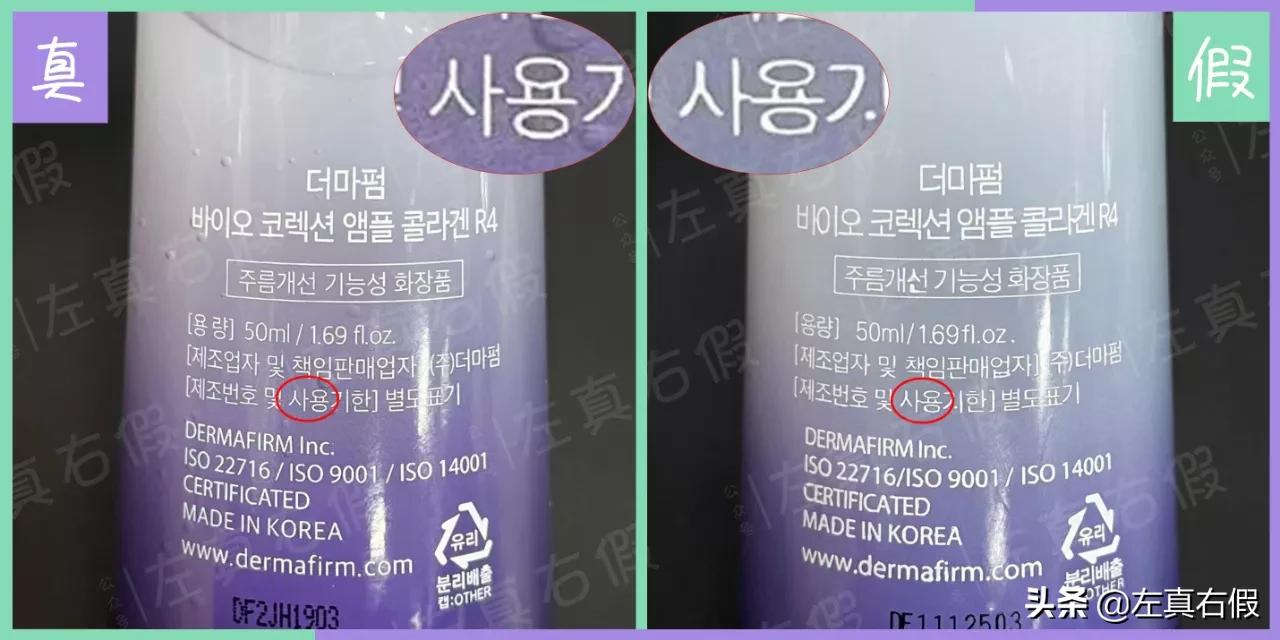 真
사용기
더마펌
바이오 코렉션 앰플 콜라겐 R4
주름개선 기능성 화장품
[용 량] 50ml / 1.69 fl.oz.
[제조업자 및 책임판매업자] (주)더마펌
[제조번호 및 사용기한] 별도표기
DERMAFIRM Inc.
ISO 22716 / ISO 9001 / ISO 14001
CERTIFICATED
MADE IN KOREA
www.dermafirm.com
유리
분리배출
캡:OTHER
DF2JH1903
假
사용기
더마펌
바이오 코렉션 앰플 콜라겐 R4
주름개선 기능성 화장품
[용량] 50ml / 1.69 fl.oz.
[제조업자 및 책임판매업자] (주)더마펌
[제조번호 및 사용기한] 별도표기
DERMAFIRM Inc.
ISO 22716/ISO 9001 / ISO 14001
CERTIFICATED
MADE IN KOREA
www.dermafirm.com
유리
분리배출
DF1112503
头条 @左真右假
公众号|左真右假